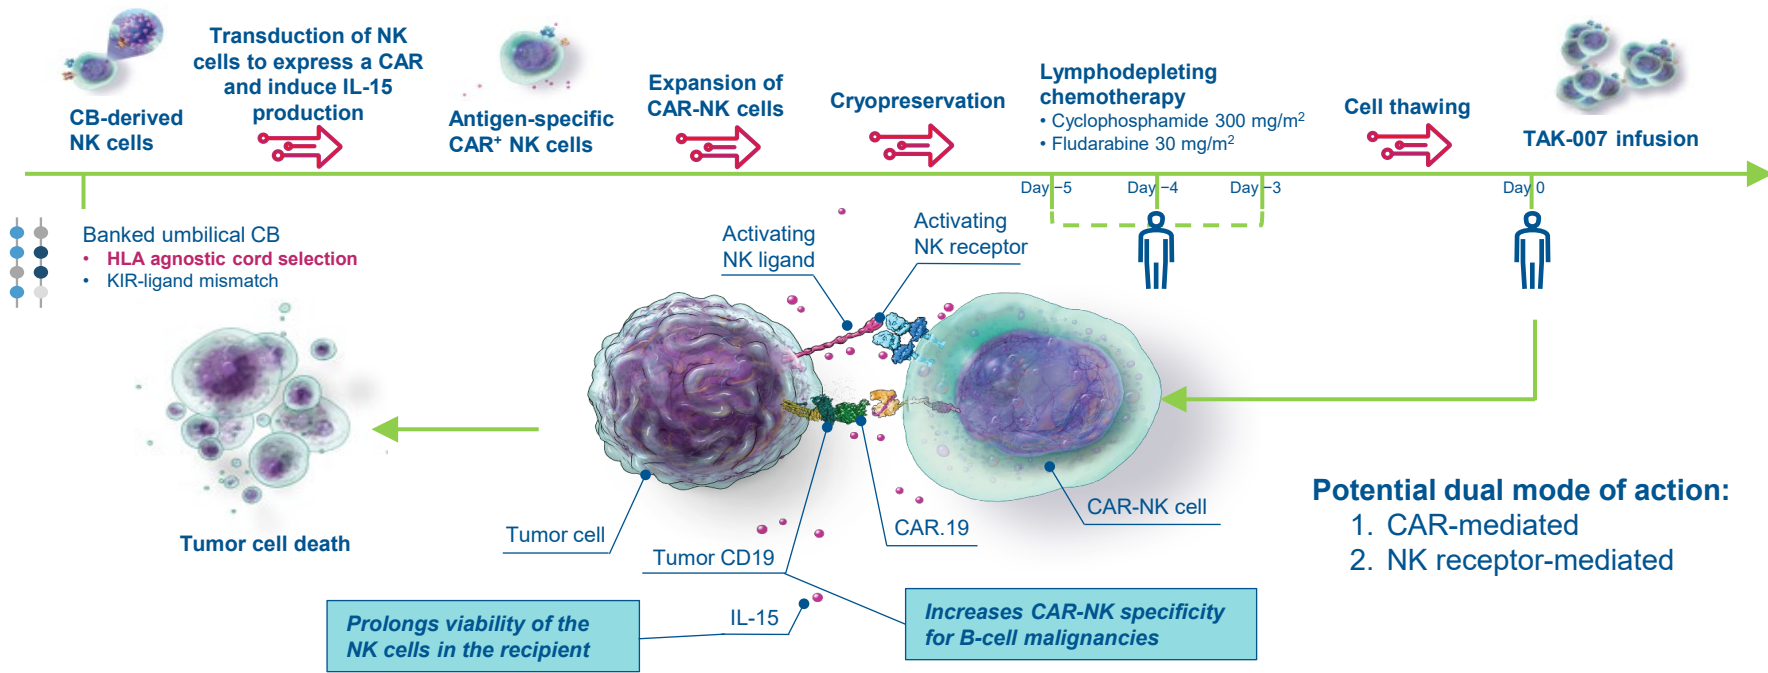 CB-derived
NK cells
Transduction of NK
cells to express a CAR
and induce IL-15
production
Antigen-specific
CAR⁺ NK cells
Expansion of
CAR-NK cells
Cryopreservation
Lymphodepleting
chemotherapy
• Cyclophosphamide 300 mg/m²
• Fludarabine 30 mg/m²
Cell thawing
TAK-007 infusion
Day −5
Day −4
Day −3
Day 0
Banked umbilical CB
• HLA agnostic cord selection
• KIR-ligand mismatch
Activating
NK ligand
Activating
NK receptor
Tumor cell death
Tumor cell
Tumor CD19
CAR.19
CAR-NK cell
IL-15
Prolongs viability of the
NK cells in the recipient
Increases CAR-NK specificity
for B-cell malignancies
Potential dual mode of action:
1. CAR-mediated
2. NK receptor-mediated